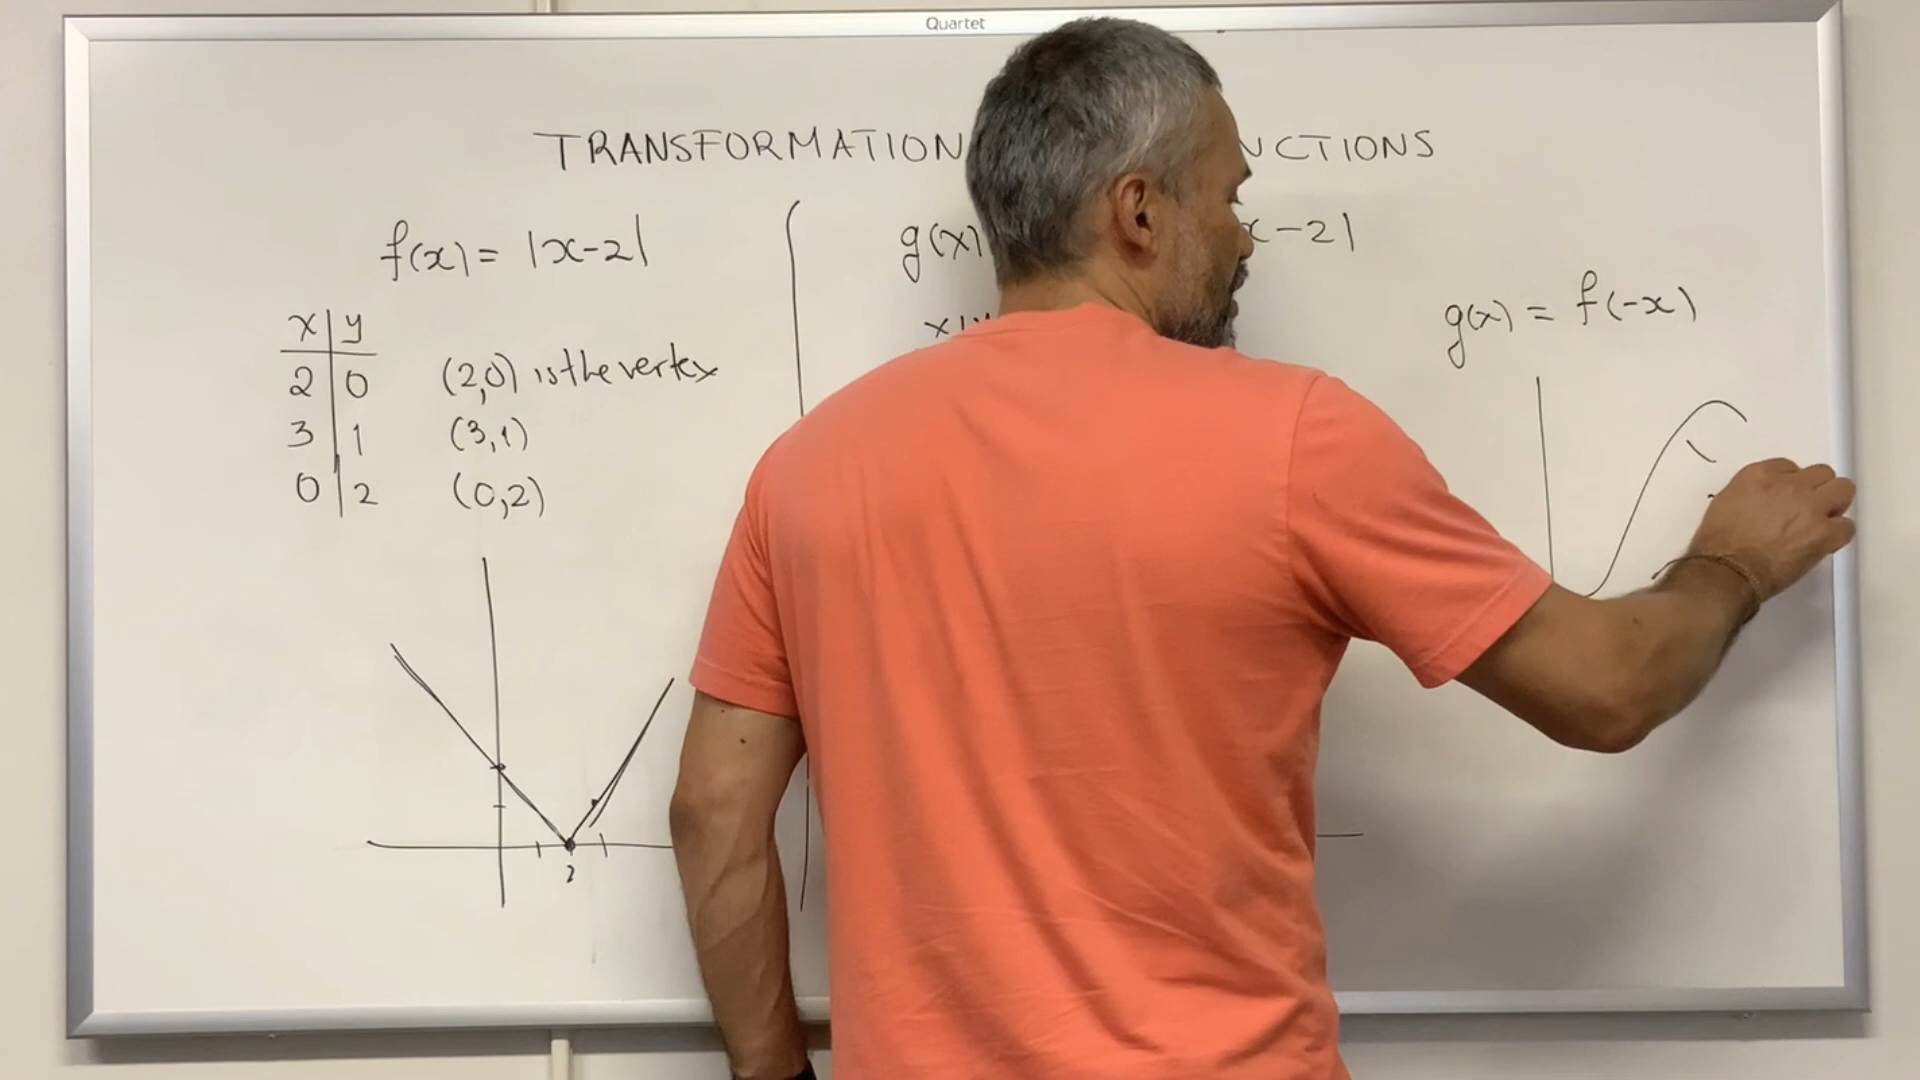 Quartet
TRANSFORMATION NCTIONS
f(x) = |x-2|
x y
2 0 (2,0) is the vertex
3 1 (3,1)
0 2 (0,2)
2
g(x) x-2|
x y
g(x) = f(-x)